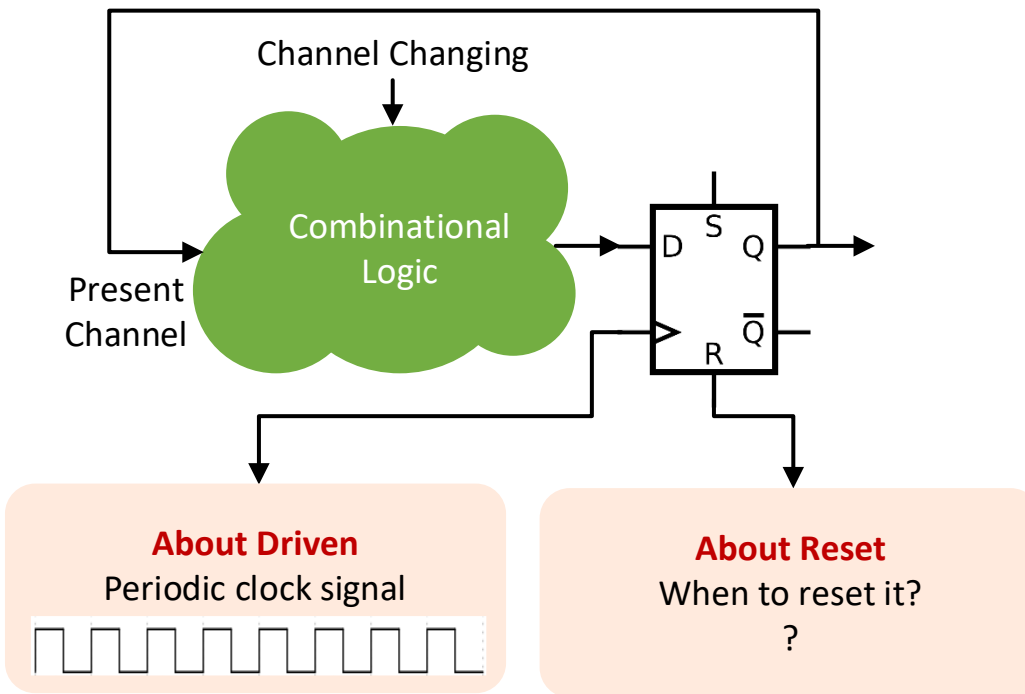 Channel Changing
Combinational
Logic
Present
Channel
S
D
Q
Q̅
R
About Driven
Periodic clock signal
About Reset
When to reset it?
?